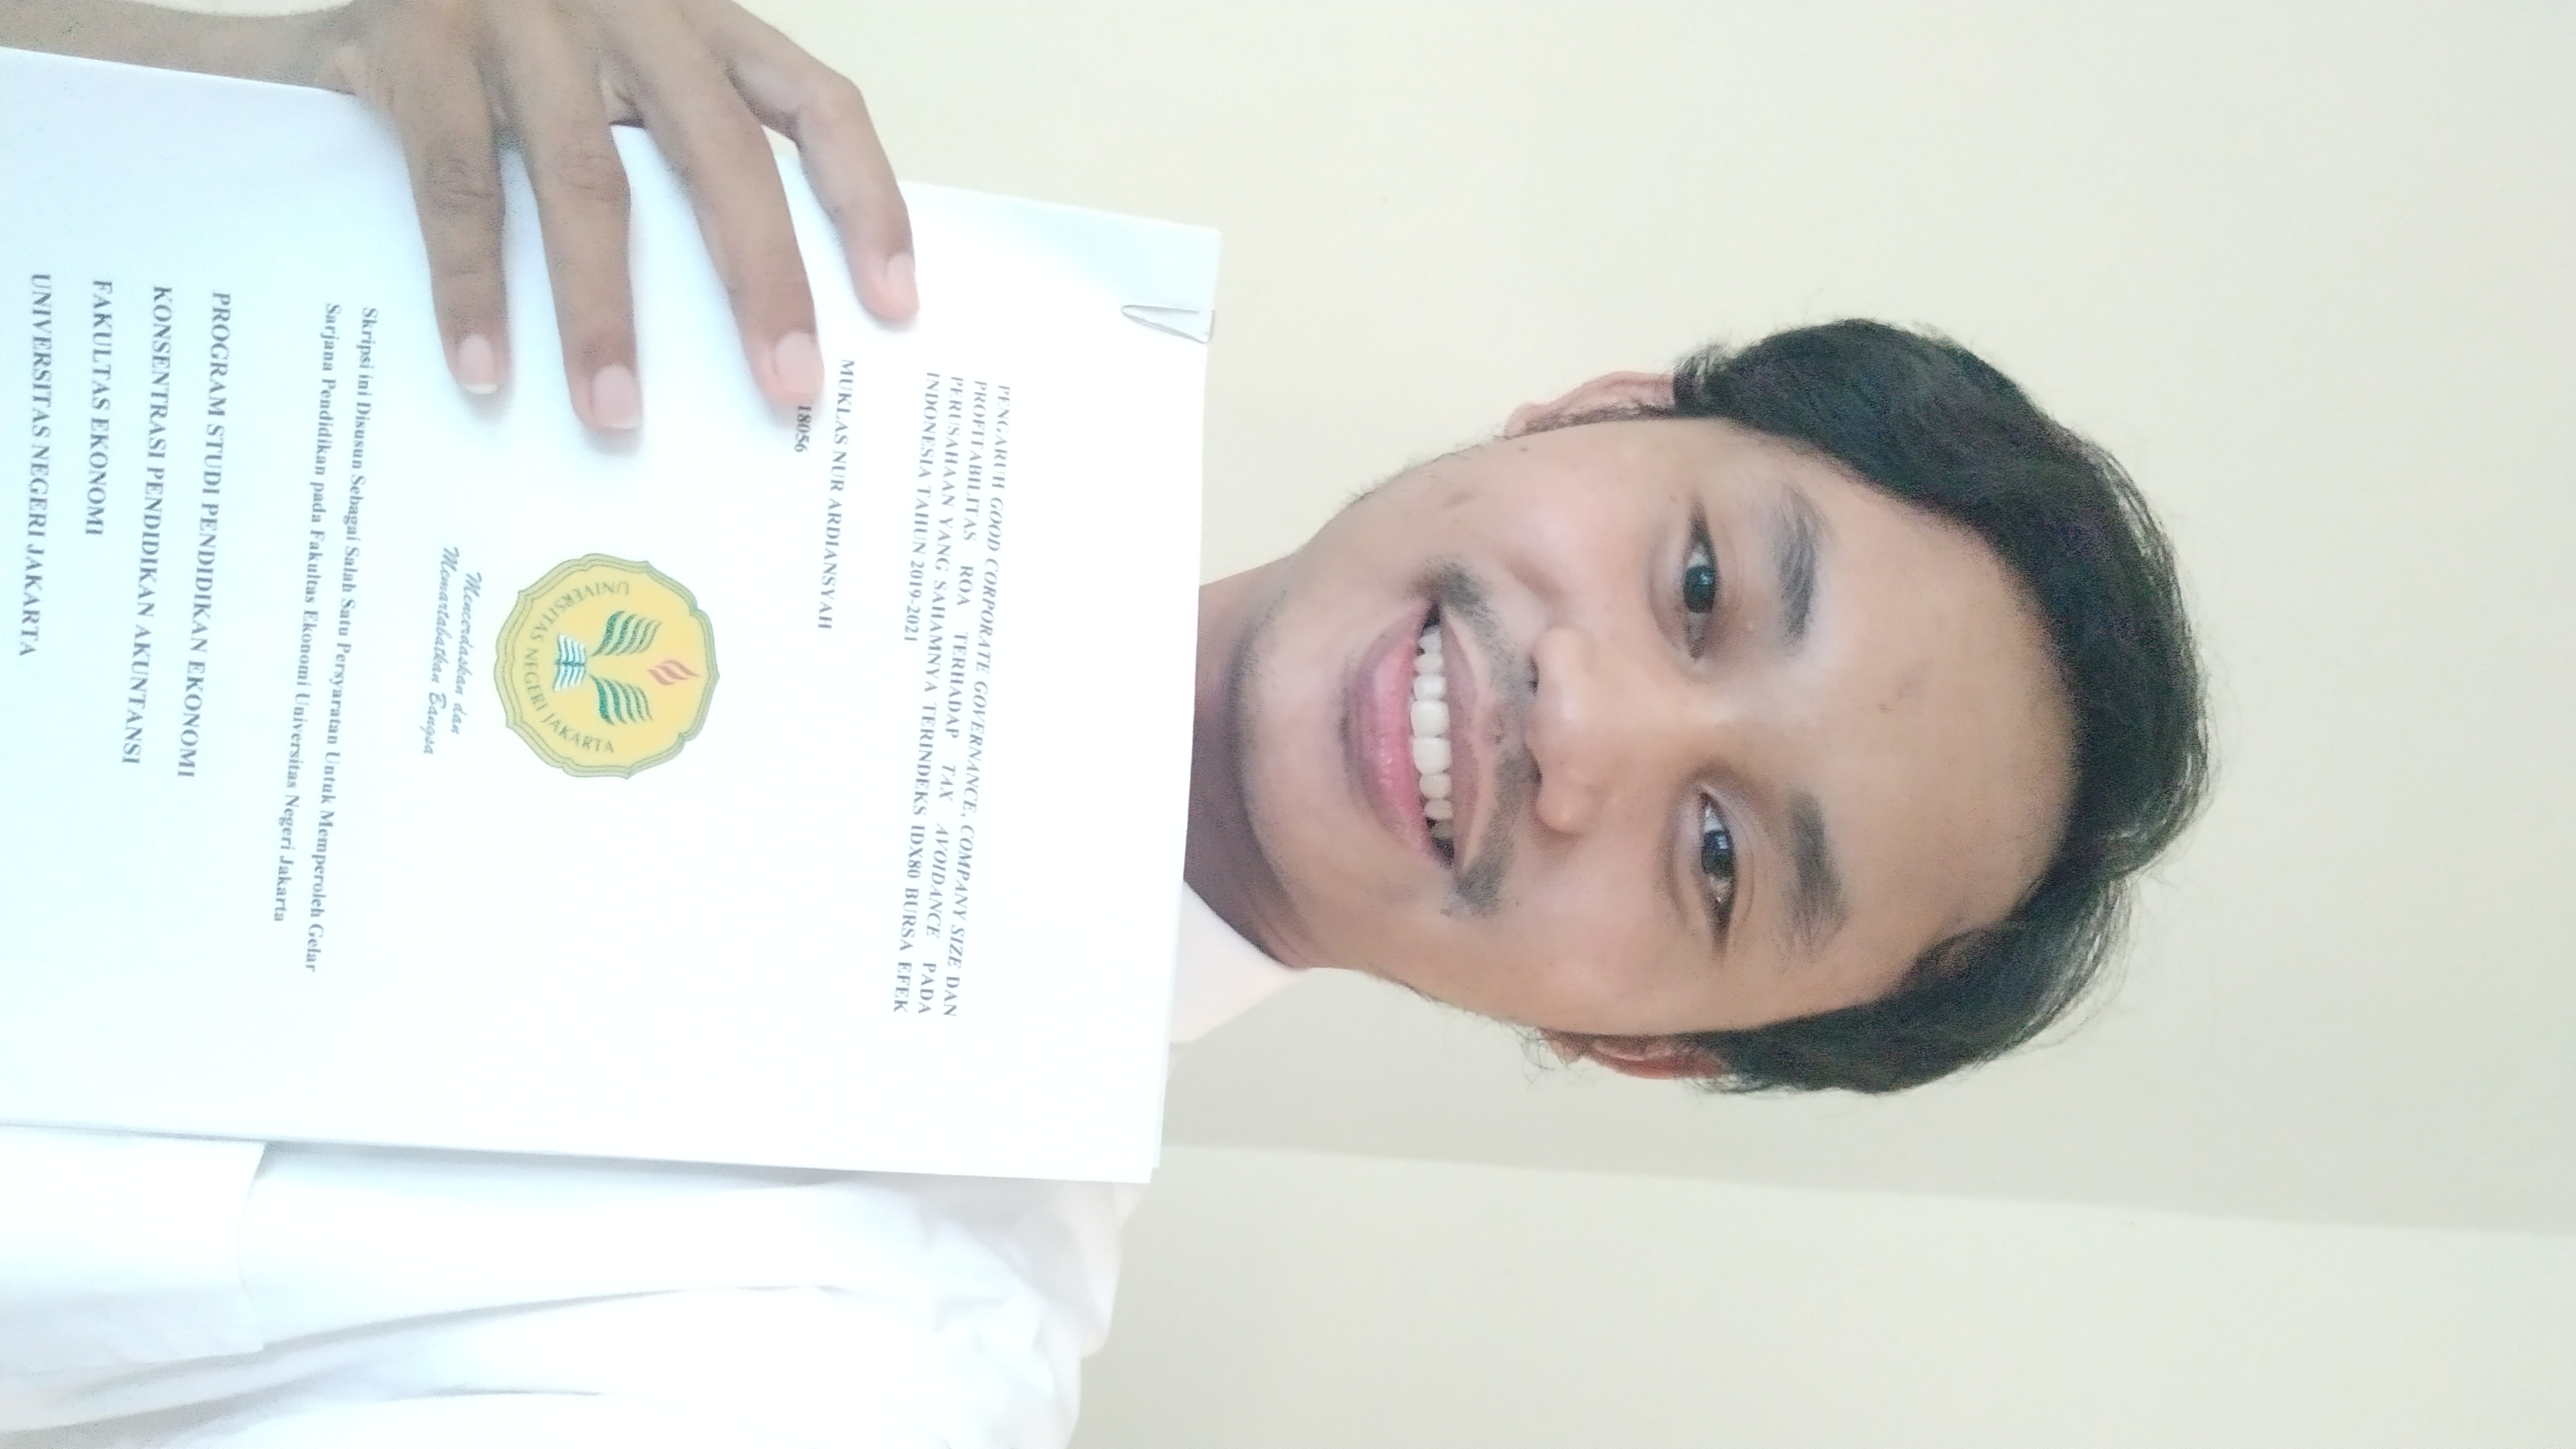 PENGARUH GOOD CORPORATE GOVERNANCE, COMPANY SIZE DAN
PROFITABILITAS ROA TERHADAP TAX AVOIDANCE PADA
PERUSAHAAN YANG SAHAMNYA TERINDEKS IDX80 BURSA EFEK
INDONESIA TAHUN 2019-2021
MUKLAS NUR ARDIANSYAH
18056
UNIVERSITAS NEGERI JAKARTA
Mencerdaskan dan
Memartabatkan Bangsa
Skripsi ini Disusun Sebagai Salah Satu Persyaratan Untuk Memperoleh Gelar
Sarjana Pendidikan pada Fakultas Ekonomi Universitas Negeri Jakarta
PROGRAM STUDI PENDIDIKAN EKONOMI
KONSENTRASI PENDIDIKAN AKUNTANSI
FAKULTAS EKONOMI
UNIVERSITAS NEGERI JAKARTA